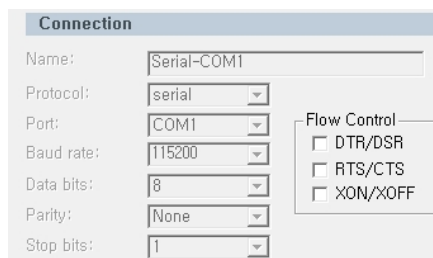 Connection
Name: Serial-COM1
Protocol: serial
Port: COM1
Flow Control
DTR/DSR
Baud rate: 115200
RTS/CTS
Data bits: 8
XON/XOFF
Parity: None
Stop bits: 1